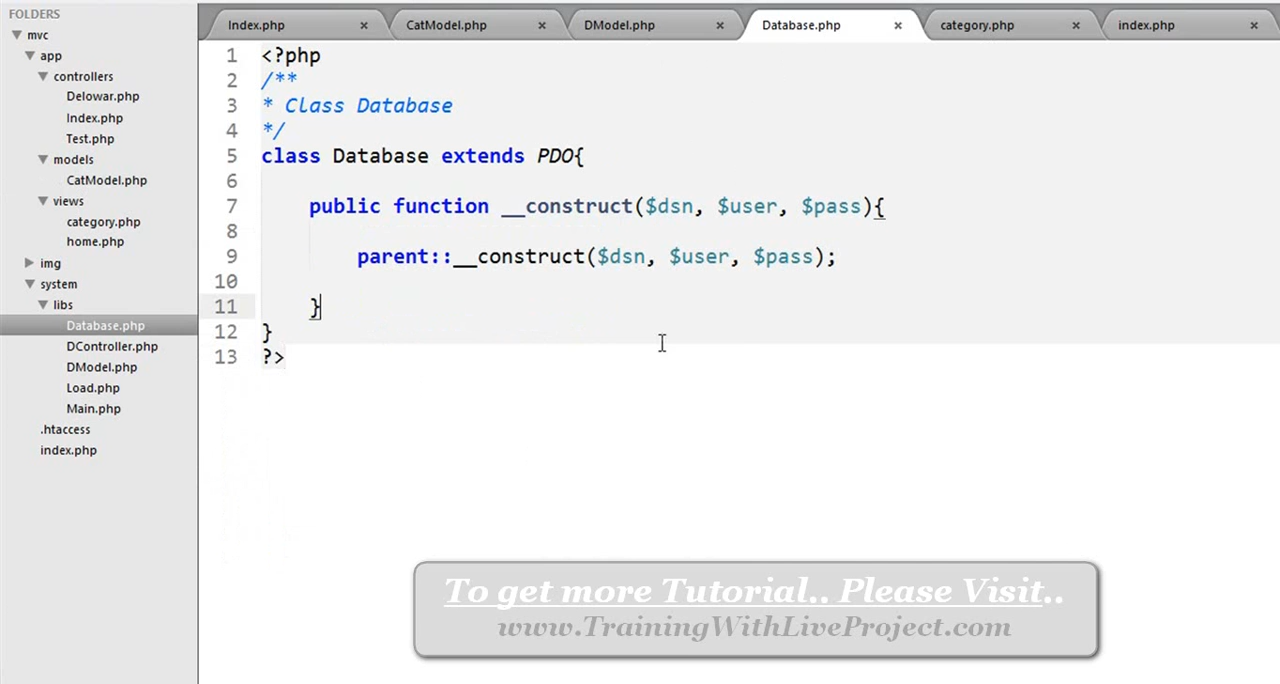 FOLDERS
mvc
app
controllers
Delowar.php
Index.php
Test.php
models
CatModel.php
views
category.php
home.php
img
system
libs
Database.php
DController.php
DModel.php
Load.php
Main.php
.htaccess
index.php
Index.php × CatModel.php × DModel.php × Database.php × category.php × index.php ×
1 <?php
2 /**
3 * Class Database
4 */
5 class Database extends PDO{
6
7 public function __construct($dsn, $user, $pass){
8
9 parent::__construct($dsn, $user, $pass);
10
11 }
12 }
13 ?>
To get more Tutorial.. Please Visit..
www.TrainingWithLiveProject.com